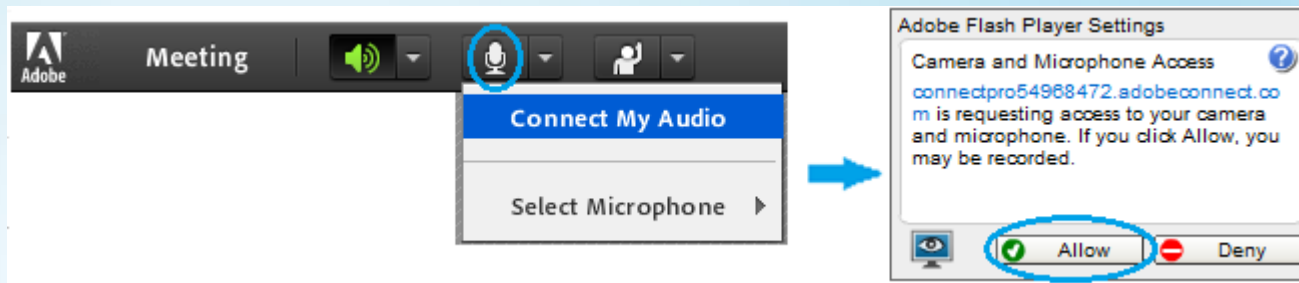 Adobe
Meeting
Connect My Audio
Select Microphone
Adobe Flash Player Settings
Camera and Microphone Access
connectpro54968472.adobeconnect.co
m is requesting access to your camera
and microphone. If you click Allow, you
may be recorded.
Allow
Deny